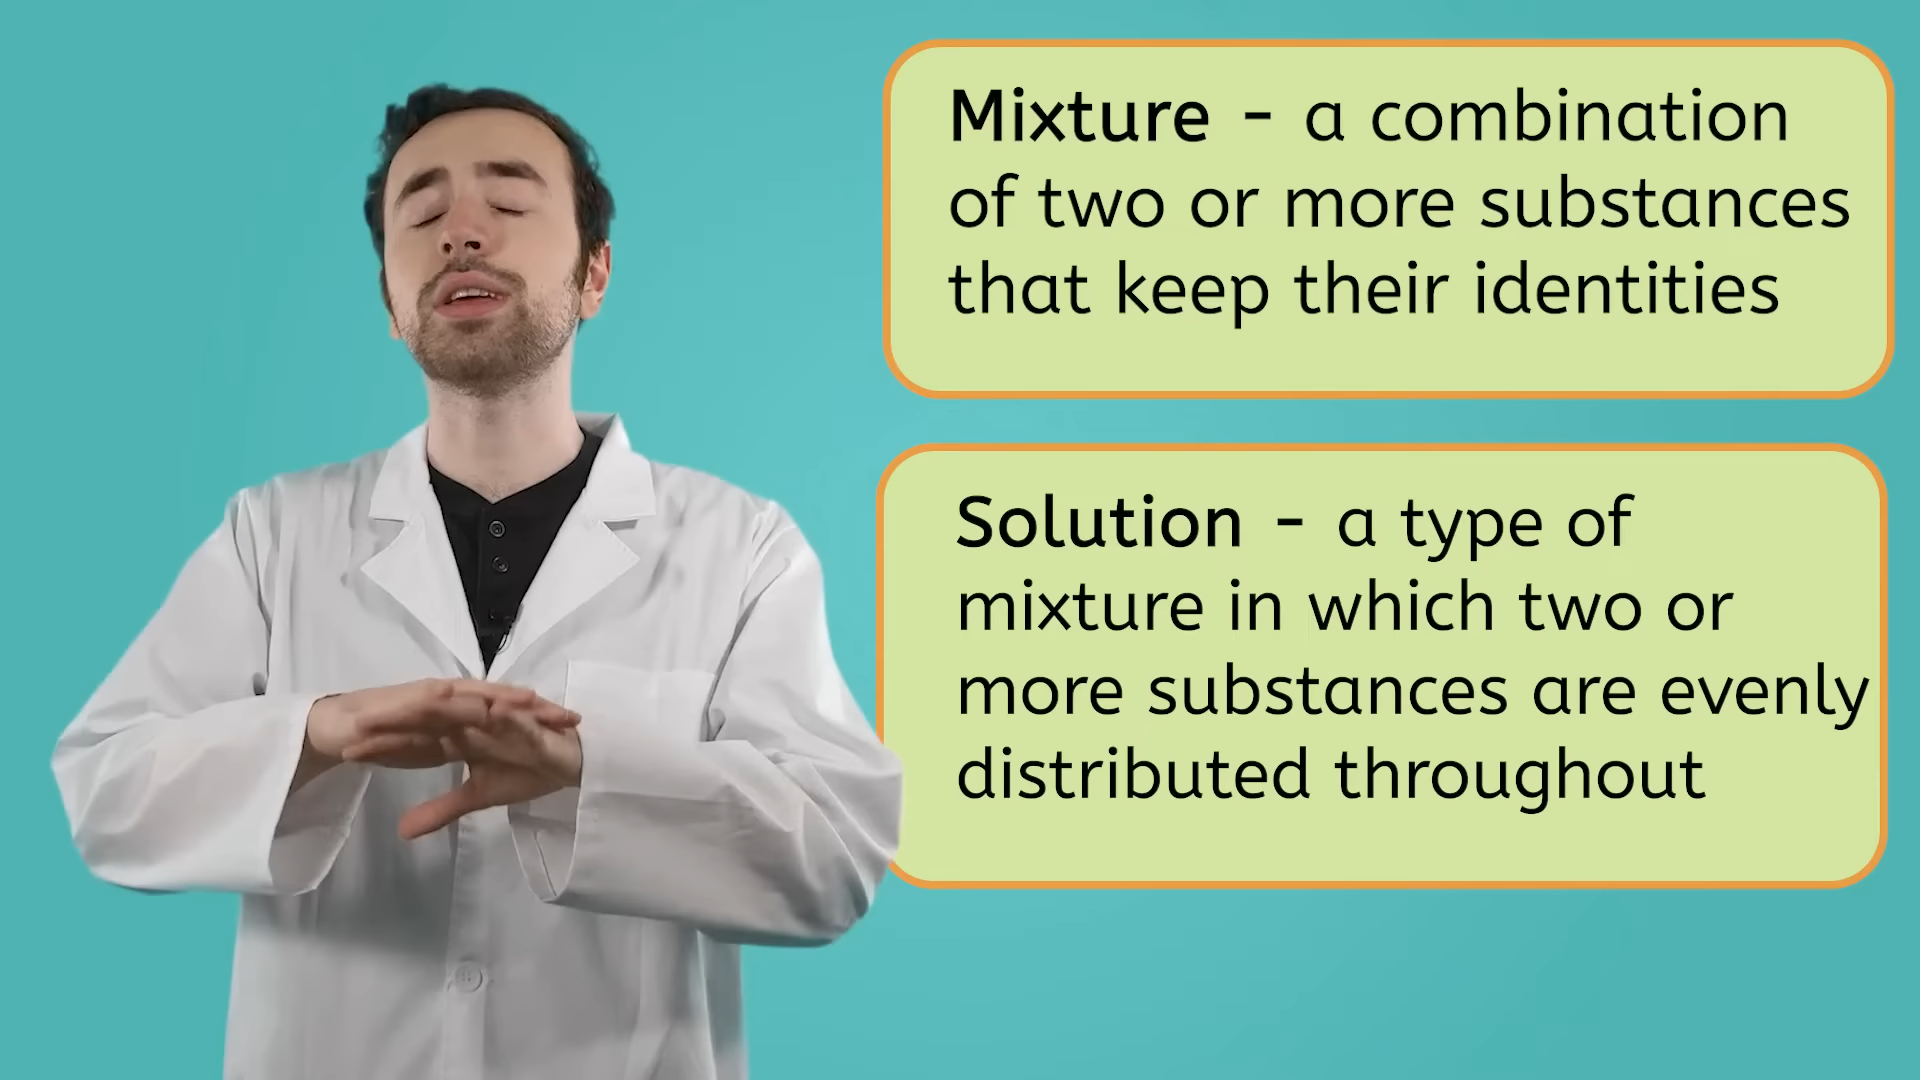 Mixture - a combination
of two or more substances
that keep their identities
Solution - a type of
mixture in which two or
more substances are evenly
distributed throughout